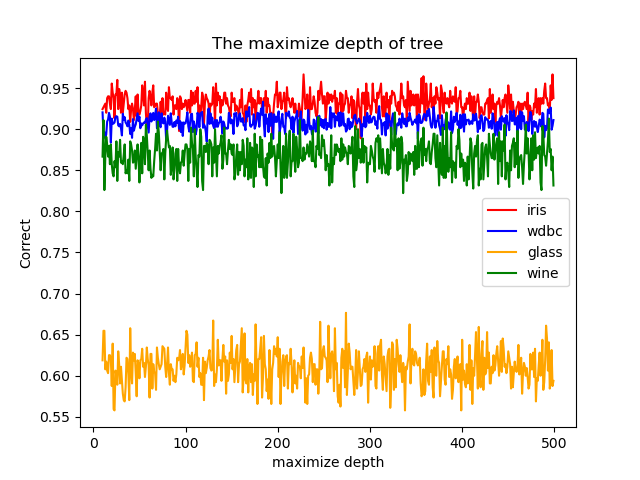 The maximize depth of tree
Correct
0.95
0.90
0.85
0.80
0.75
0.70
0.65
0.60
0.55
iris
wdbc
glass
wine
0 100 200 300 400 500
maximize depth